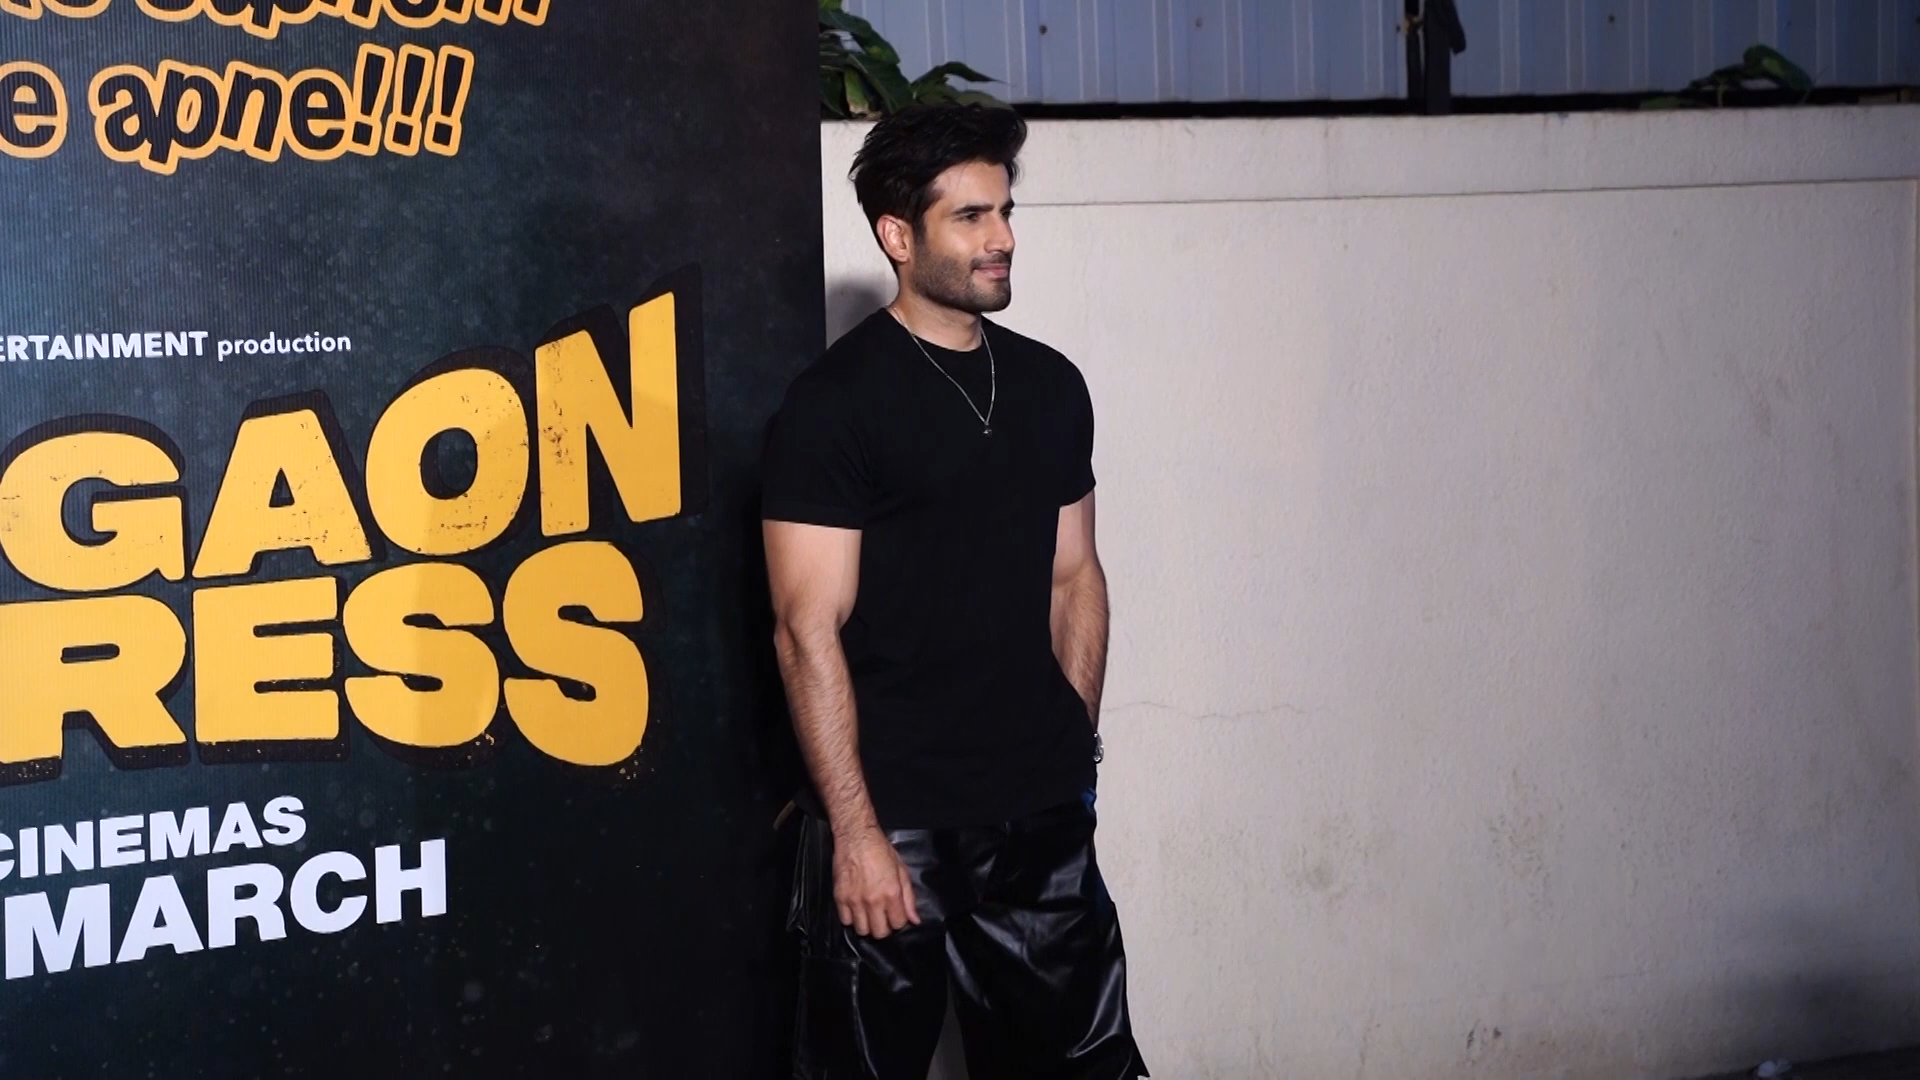 e apne!!!
ERTAINMENT production
GAON
RESS
CINEMAS
MARCH